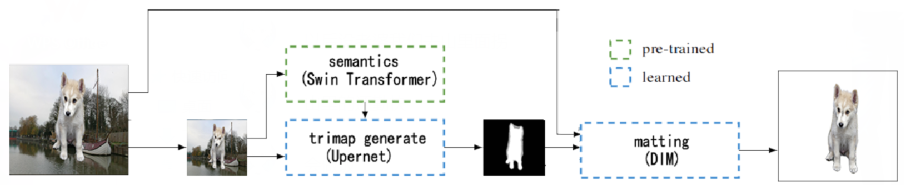 semantics
(Swin Transformer)
pre-trained
learned
trimap generate
(Upernet)
matting
(DIM)